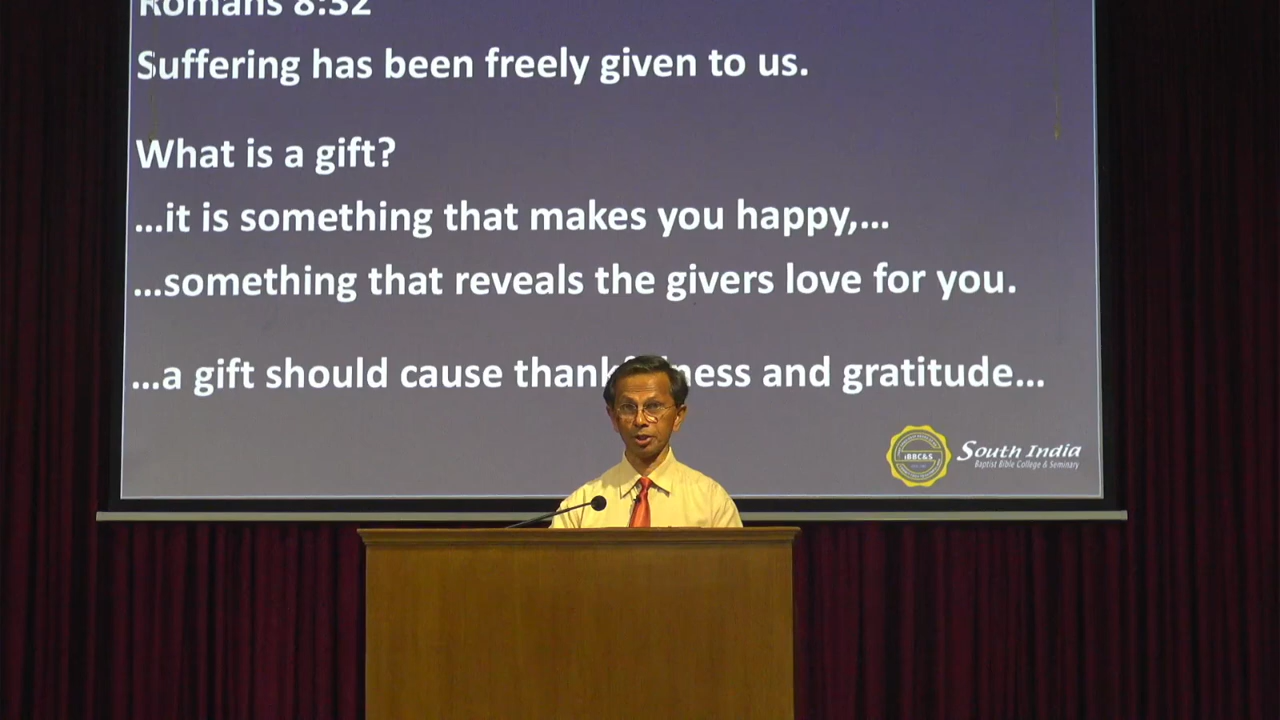 Romans 8:32
Suffering has been freely given to us.
What is a gift?
...it is something that makes you happy,...
...something that reveals the givers love for you.
...a gift should cause thankfulness and gratitude...
iBBC&S
South India
Baptist Bible College & Seminary